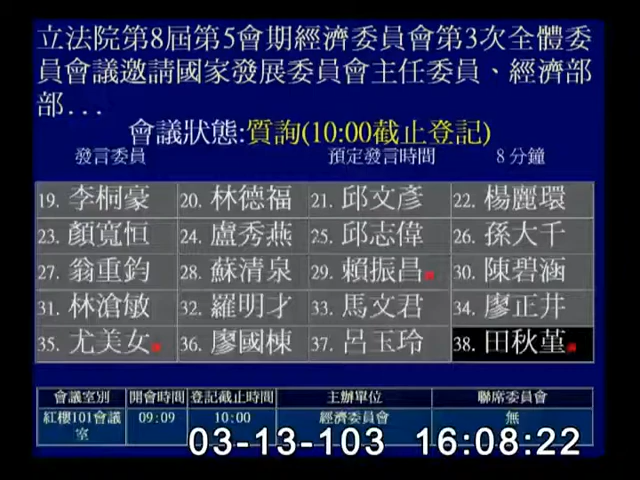 立法院第8屆第5會期經濟委員會第3次全體委
員會議邀請國家發展委員會主任委員、經濟部
部...
會議狀態:質詢(10:00截止登記)
發言委員 預定發言時間 8分鐘
19. 李桐豪 20. 林德福 21. 邱文彥 22. 楊麗環
23. 顏寬恒 24. 盧秀燕 25. 邱志偉 26. 孫大千
27. 翁重鈞 28. 蘇清泉 29. 賴振昌 30. 陳碧涵
31. 林滄敏 32. 羅明才 33. 馬文君 34. 廖正井
35. 尤美女 36. 廖國棟 37. 呂玉玲 38. 田秋堇
會議室別 開會時間 登記截止時間 主辦單位 聯席委員會
紅樓101會議 09:09 10:00 經濟委員會 無
室
03-13-103 16:08:22